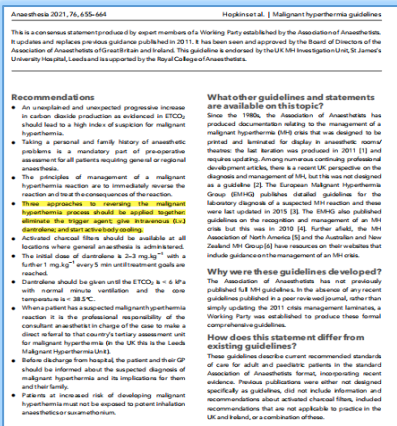 Anaesthesia 2021, 76, 655–664
Hopkins et al. | Malignant hyperthermia guidelines
This is a consensus statement produced by expert members of a Working Party established by the Association of Anaesthetists.
It updates and replaces previous guidance published in 2011. It has been seen and approved by the Board of Directors of the
Association of Anaesthetists of Great Britain and Ireland. This guideline is endorsed by the UK MH Investigation Unit, St James's
University Hospital, Leeds and is supported by the Royal College of Anaesthetists.
Recommendations
● An unexplained and unexpected progressive increase
in carbon dioxide production as evidenced in ETCO₂
should lead to a high index of suspicion for malignant
hyperthermia.
● Taking a personal and family history of anaesthetic
problems is a mandatory part of pre-operative
assessment for all patients requiring general or regional
anaesthesia.
● The principles of management of a malignant
hyperthermia reaction are to immediately reverse the
reaction and treat the consequences of the reaction.
● Three approaches to reversing the malignant
hyperthermia process should be applied together:
eliminate the trigger agent; give intravenous (i.v.)
dantrolene; and start active body cooling.
● Activated charcoal filters should be available at all
locations where general anaesthesia is administered.
● The initial dose of dantrolene is 2–3 mg.kg⁻¹ with a
further 1 mg.kg⁻¹ every 5 min until treatment goals are
reached.
● Dantrolene should be given until the ETCO₂ is < 6 kPa
with normal minute ventilation and the core
temperature is < 38.5°C.
● When a patient has a suspected malignant hyperthermia
reaction it is the professional responsibility of the
consultant anaesthetist in charge of the case to make a
direct referral to that country's tertiary assessment unit
for malignant hyperthermia (in the UK this is the Leeds
Malignant Hyperthermia Unit).
● Before discharge from hospital, the patient and their GP
should be informed about the suspected diagnosis of
malignant hyperthermia and its implications for them
and their family.
● Patients at increased risk of developing malignant
hyperthermia must not be exposed to potent inhalation
anaesthetics or suxamethonium.
What other guidelines and statements
are available on this topic?
Since the 1980s, the Association of Anaesthetists has
produced documentation relating to the management of a
malignant hyperthermia (MH) crisis that was designed to be
printed and laminated for display in anaesthetic rooms/
theatres: the last iteration was produced in 2011 [1] and
requires updating. Among numerous continuing professional
development articles, there is a recent UK perspective on the
diagnosis and management of MH, but this was not designed
as a guideline [2]. The European Malignant Hyperthermia
Group (EMHG) publishes detailed guidelines for the
laboratory diagnosis of a suspected MH reaction and these
were last updated in 2015 [3]. The EMHG also published
guidelines on the recognition and management of an MH
crisis but this was in 2010 [4]. Further afield, the MH
Association of North America [5] and the Australian and New
Zealand MH Group [6] have resources on their websites that
include guidance on the management of an MH crisis.
Why were these guidelines developed?
The Association of Anaesthetists has not previously
published full MH guidelines. In the absence of any recent
guidelines published in a peer reviewed journal, rather than
simply updating the 2011 crisis management laminates, a
Working Party was established to produce these formal
comprehensive guidelines.
How does this statement differ from
existing guidelines?
These guidelines describe current recommended standards
of care for adult and paediatric patients in the standard
Association of Anaesthetists format, incorporating recent
evidence. Previous publications were either not designed
specifically as guidelines, did not include information and
recommendations about activated charcoal filters, included
recommendations that are not applicable to practice in the
UK and Ireland, or a combination of these.